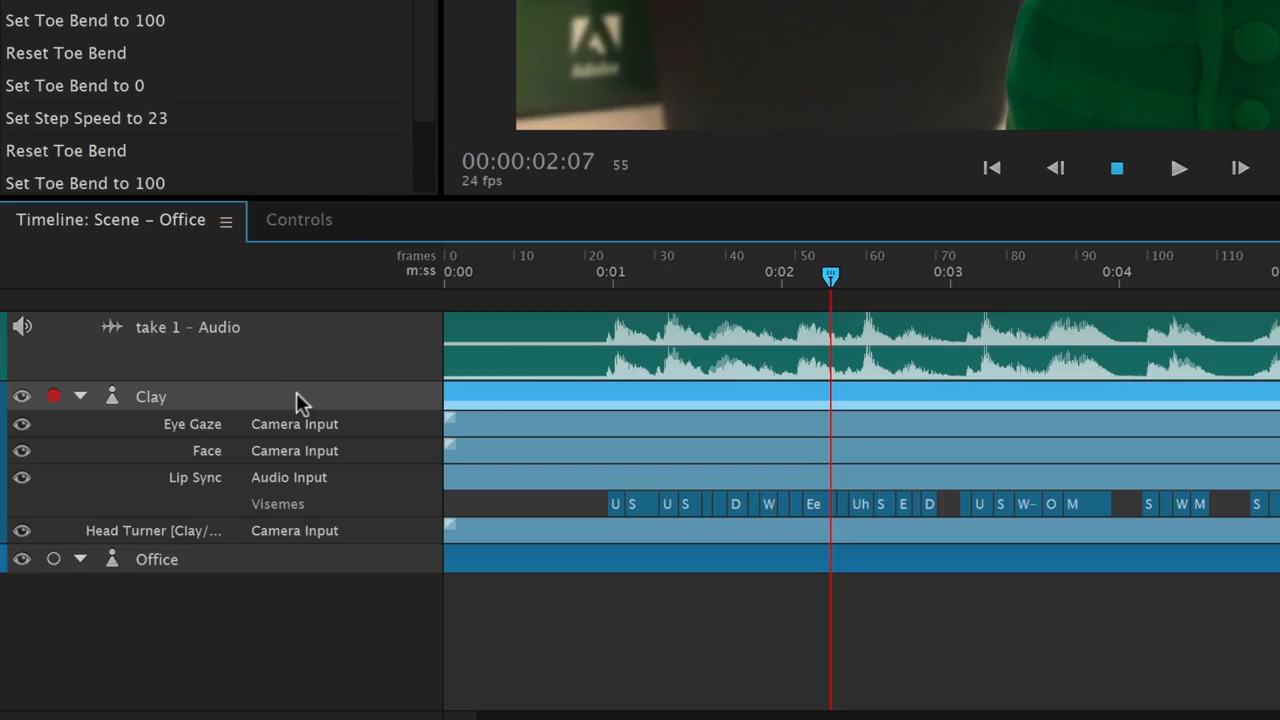 Set Toe Bend to 100
Reset Toe Bend
Set Toe Bend to 0
Set Step Speed to 23
Reset Toe Bend
Set Toe Bend to 100
Adobe
00:00:02:07 55
24 fps
Timeline: Scene – Office Controls
frames 0 10 20 30 40 50 60 70 80 90 100 110
m:ss 0:00 0:01 0:02 0:03 0:04 0
take 1 – Audio
Clay
Eye Gaze Camera Input
Face Camera Input
Lip Sync Audio Input
Visemes U S U S D W Ee Uh S E D U S W– O M S W M S
Head Turner [Clay/... Camera Input
Office